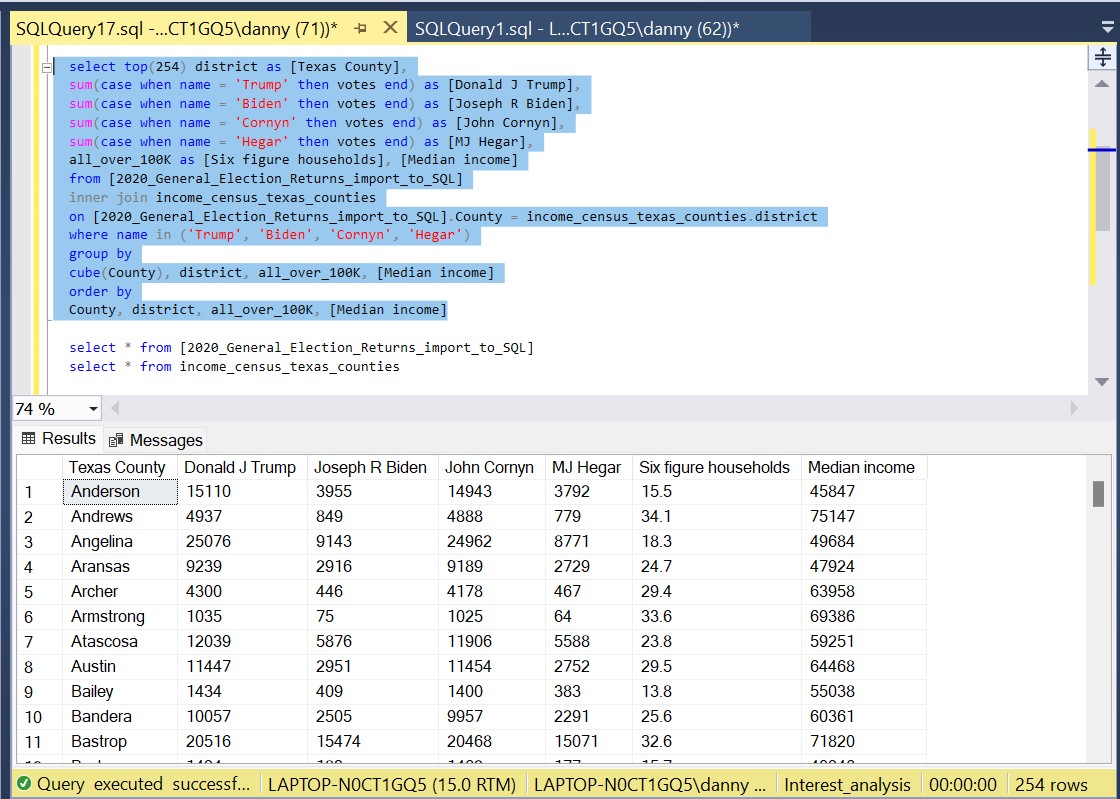 SQLQuery17.sql -...CT1GQ5\danny (71))* SQLQuery1.sql - L...CT1GQ5\danny (62))*
select top(254) district as [Texas County],
sum(case when name = 'Trump' then votes end) as [Donald J Trump],
sum(case when name = 'Biden' then votes end) as [Joseph R Biden],
sum(case when name = 'Cornyn' then votes end) as [John Cornyn],
sum(case when name = 'Hegar' then votes end) as [MJ Hegar],
all_over_100K as [Six figure households], [Median income]
from [2020_General_Election_Returns_import_to_SQL]
inner join income_census_texas_counties
on [2020_General_Election_Returns_import_to_SQL].County = income_census_texas_counties.district
where name in ('Trump', 'Biden', 'Cornyn', 'Hegar')
group by
cube(County), district, all_over_100K, [Median income]
order by
County, district, all_over_100K, [Median income]
select * from [2020_General_Election_Returns_import_to_SQL]
select * from income_census_texas_counties
74 %
Results Messages
Texas County Donald J Trump Joseph R Biden John Cornyn MJ Hegar Six figure households Median income
1 Anderson 15110 3955 14943 3792 15.5 45847
2 Andrews 4937 849 4888 779 34.1 75147
3 Angelina 25076 9143 24962 8771 18.3 49684
4 Aransas 9239 2916 9189 2729 24.7 47924
5 Archer 4300 446 4178 467 29.4 63958
6 Armstrong 1035 75 1025 64 33.6 69386
7 Atascosa 12039 5876 11906 5588 23.8 59251
8 Austin 11447 2951 11454 2752 29.5 64468
9 Bailey 1434 409 1400 383 13.8 55038
10 Bandera 10057 2505 9957 2291 25.6 60361
11 Bastrop 20516 15474 20468 15071 32.6 71820
Query executed successf... LAPTOP-N0CT1GQ5 (15.0 RTM) LAPTOP-N0CT1GQ5\danny ... Interest_analysis 00:00:00 254 rows